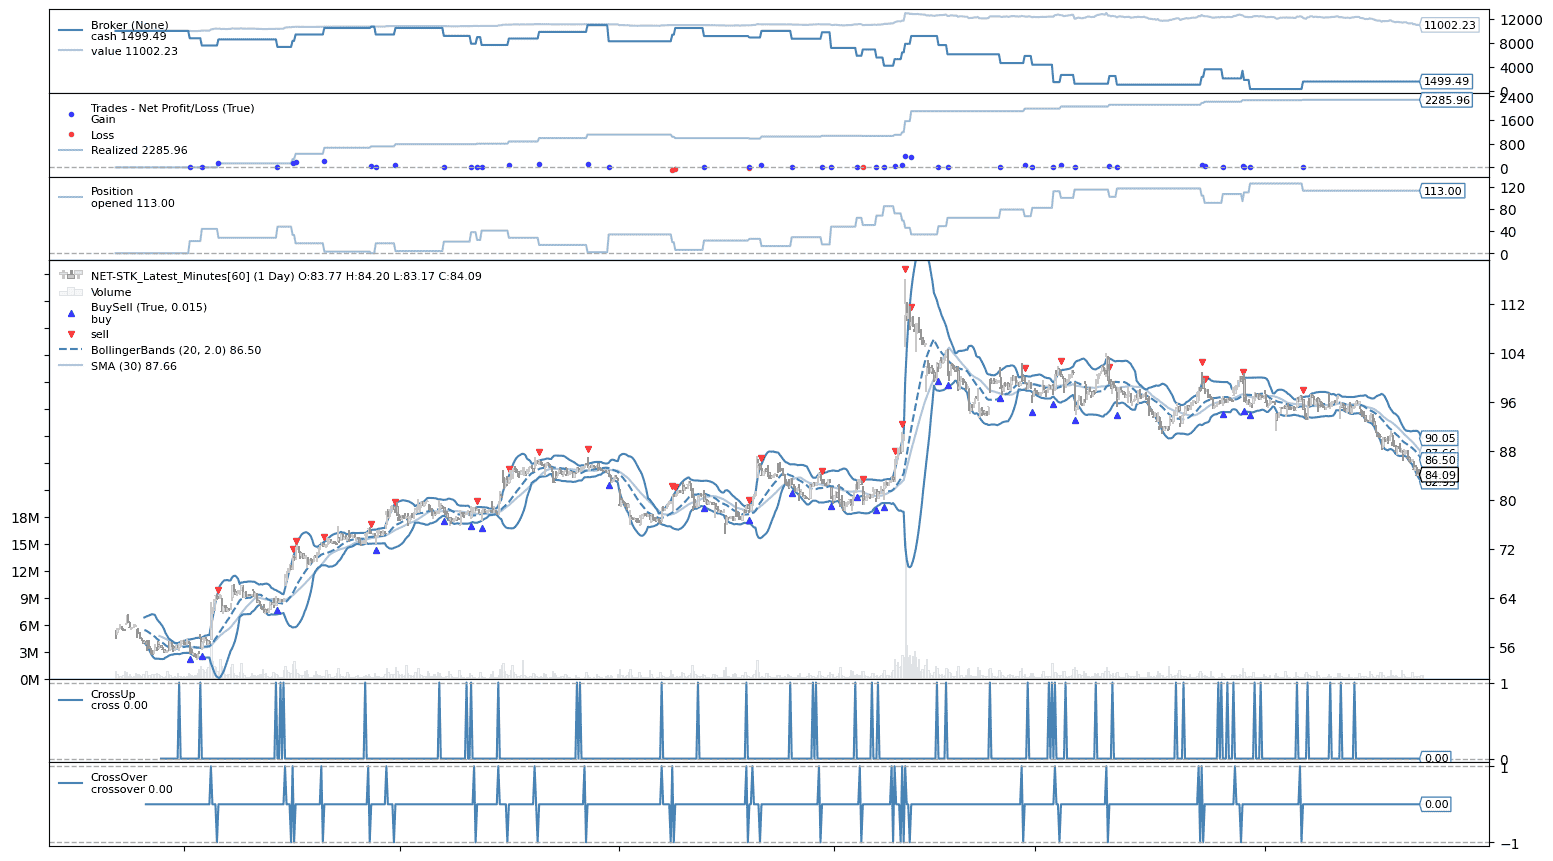 Broker (None)
cash 1499.49
value 11002.23
12000
11002.23
8000
4000
1499.49
0
Trades - Net Profit/Loss (True)
Gain
Loss
Realized 2285.96
2400
2285.96
1600
800
0
Position
opened 113.00
120
113.00
80
40
0
NET-STK_Latest_Minutes[60] (1 Day) O:83.77 H:84.20 L:83.17 C:84.09
Volume
BuySell (True, 0.015)
buy
sell
BollingerBands (20, 2.0) 86.50
SMA (30) 87.66
112
104
96
90.05
88
86.50
84.09
80
72
64
56
18M
15M
12M
9M
6M
3M
0M
CrossUp
cross 0.00
1
0.00
0
CrossOver
crossover 0.00
1
0.00
−1